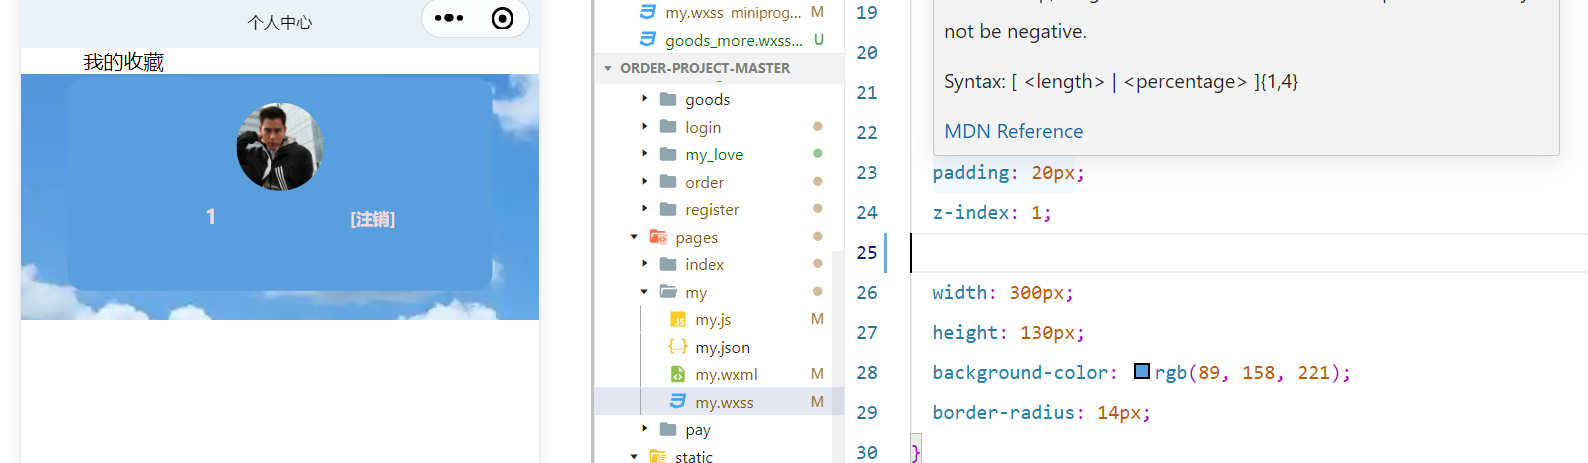 个人中心
我的收藏
1
[注销]
my.wxss miniprog... M
goods_more.wxss... U
ORDER-PROJECT-MASTER
goods
login
my_love
order
register
pages
index
my
JS my.js M
{..} my.json
my.wxml M
my.wxss M
pay
static
19
20
21
22
23 padding: 20px;
24 z-index: 1;
25
26 width: 300px;
27 height: 130px;
28 background-color: rgb(89, 158, 221);
29 border-radius: 14px;
30 }
not be negative.
Syntax: [ <length> | <percentage> ]{1,4}
MDN Reference